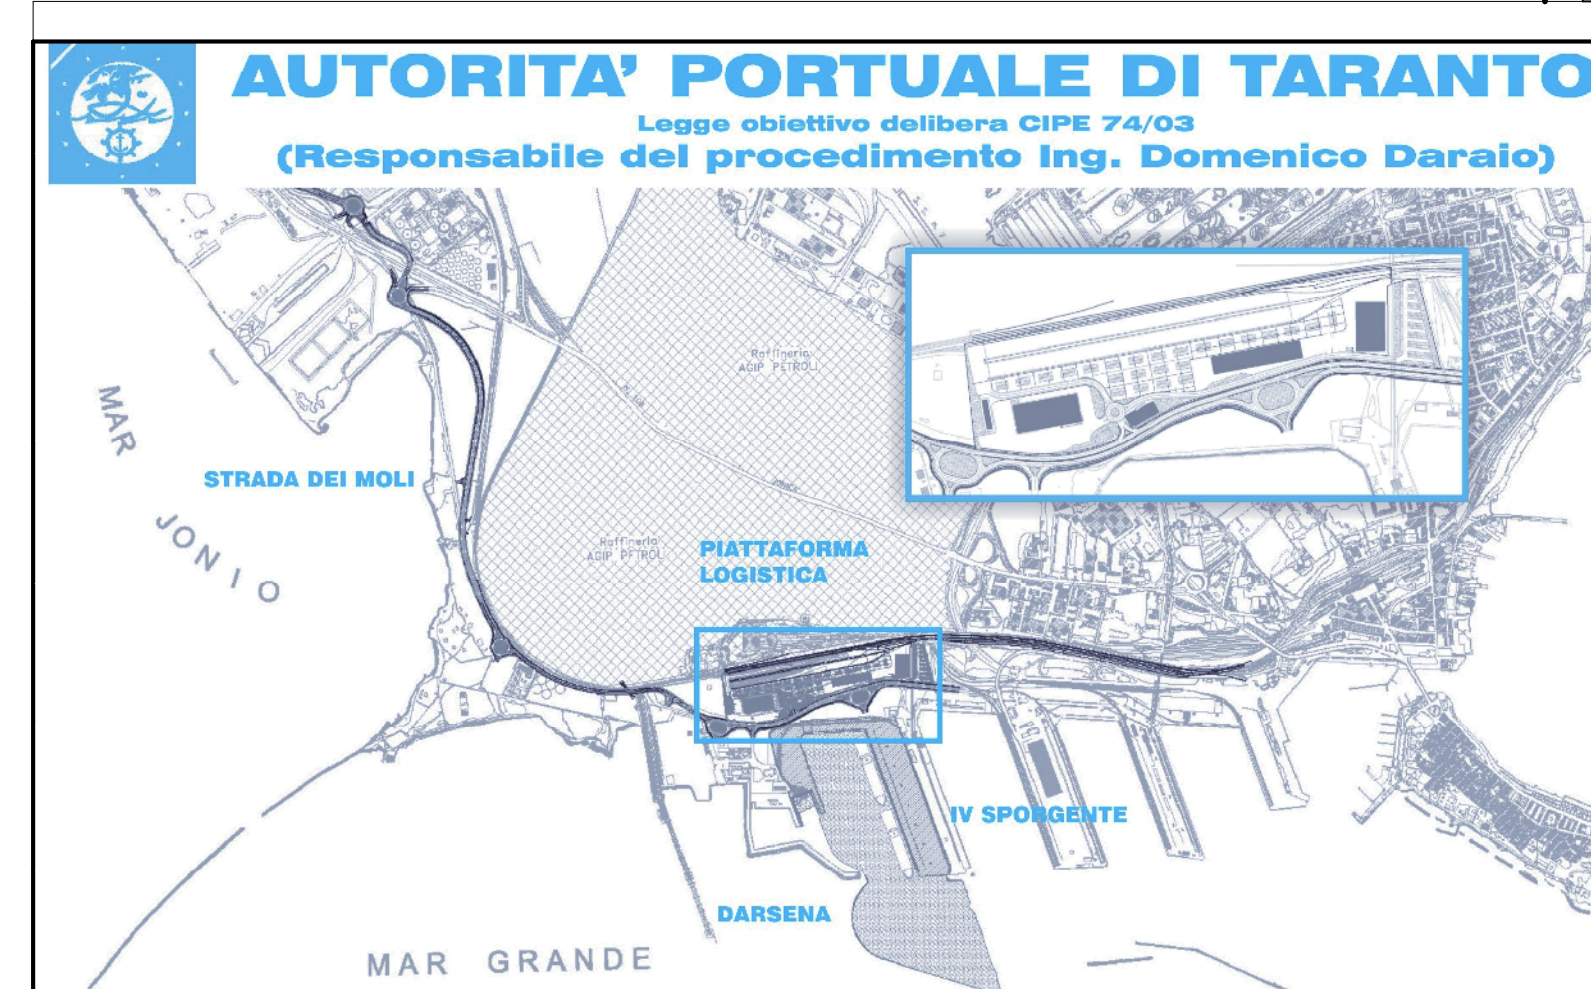 AUTORITA’ PORTUALE DI TARANTO
Legge obiettivo delibera CIPE 74/03
(Responsabile del procedimento Ing. Domenico Daraio)
Raffineria
AGIP PETROLI
MAR
JONIO
STRADA DEI MOLI
Raffineria
AGIP PETROLI
PIATTAFORMA
LOGISTICA
IV SPORGENTE
DARSENA
MAR GRANDE